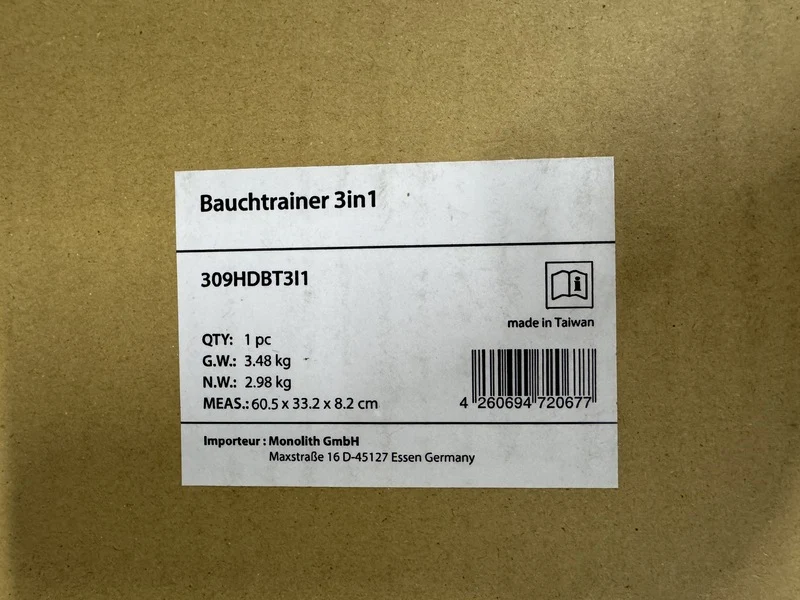 Bauchtrainer 3in1
309HDBT3I1
made in Taiwan
QTY: 1 pc
G.W.: 3.48 kg
N.W.: 2.98 kg
MEAS.: 60.5 x 33.2 x 8.2 cm
4 260694 720677
Importeur : Monolith GmbH
Maxstraße 16 D-45127 Essen Germany